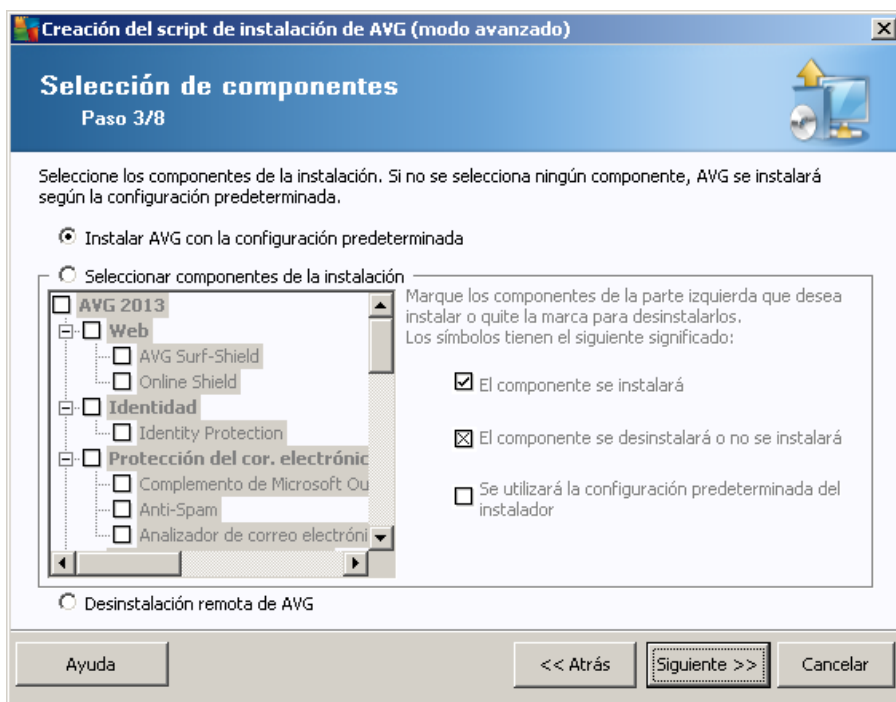 Creación del script de instalación de AVG (modo avanzado)
Selección de componentes
Paso 3/8
Seleccione los componentes de la instalación. Si no se selecciona ningún componente, AVG se instalará
según la configuración predeterminada.
Instalar AVG con la configuración predeterminada
Seleccionar componentes de la instalación
AVG 2013
Web
AVG Surf-Shield
Online Shield
Identidad
Identity Protection
Protección del cor. electrónic
Complemento de Microsoft Ou
Anti-Spam
Analizador de correo electróni
Marque los componentes de la parte izquierda que desea
instalar o quite la marca para desinstalarlos.
Los símbolos tienen el siguiente significado:
El componente se instalará
El componente se desinstalará o no se instalará
Se utilizará la configuración predeterminada del
instalador
Desinstalación remota de AVG
Ayuda
<< Atrás
Siguiente >>
Cancelar